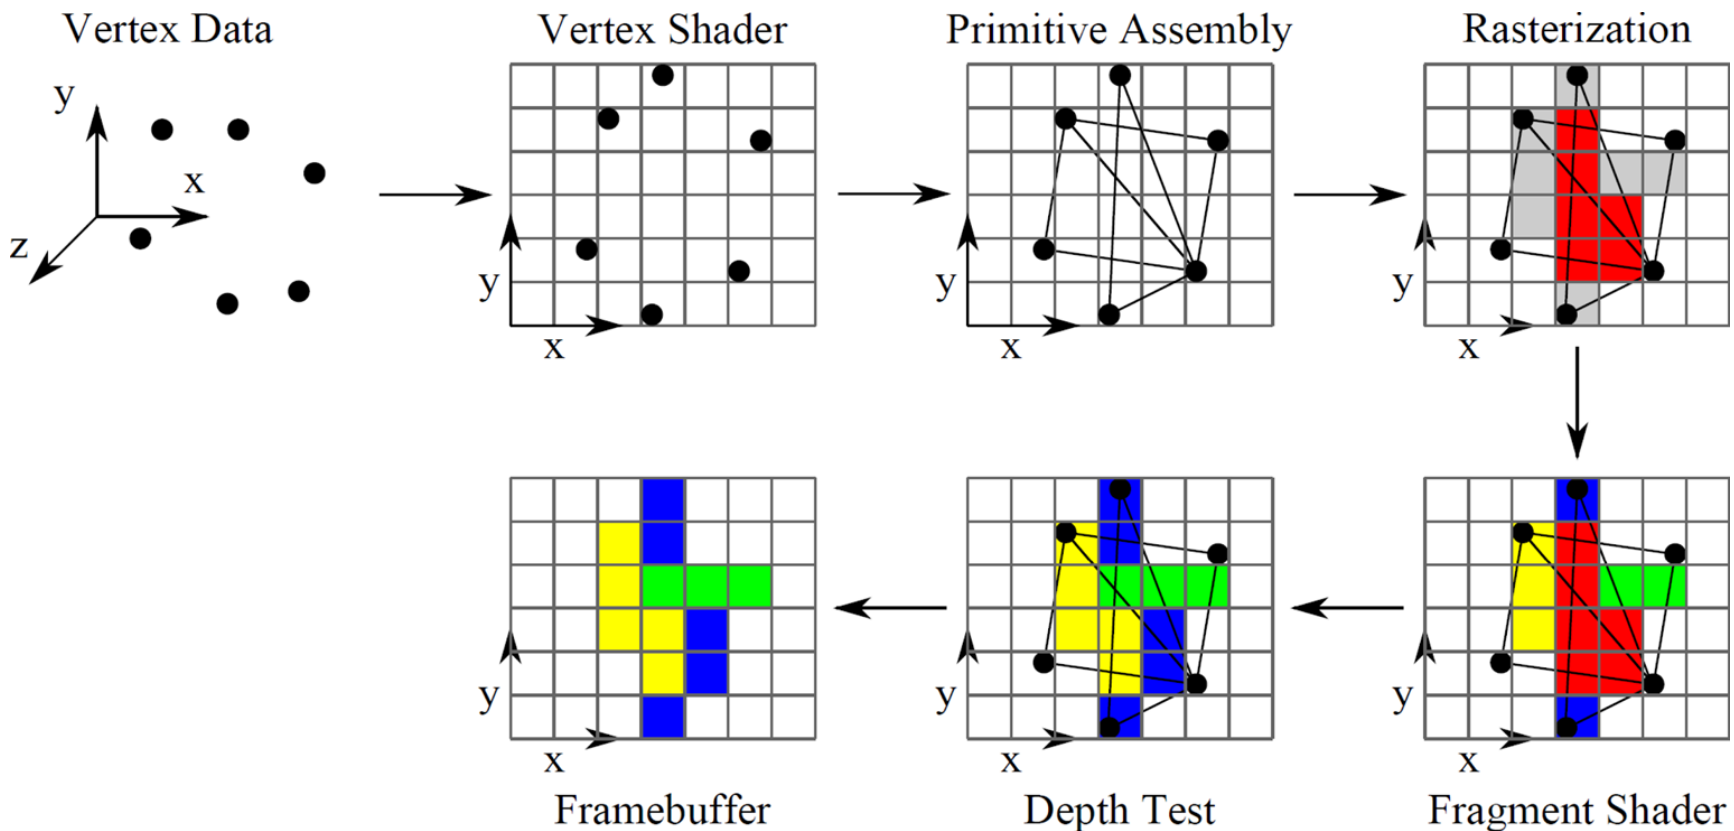 Vertex Data
Vertex Shader
Primitive Assembly
Rasterization
y
x
z
y
x
y
x
y
x
y
x
y
x
y
x
Framebuffer
Depth Test
Fragment Shader